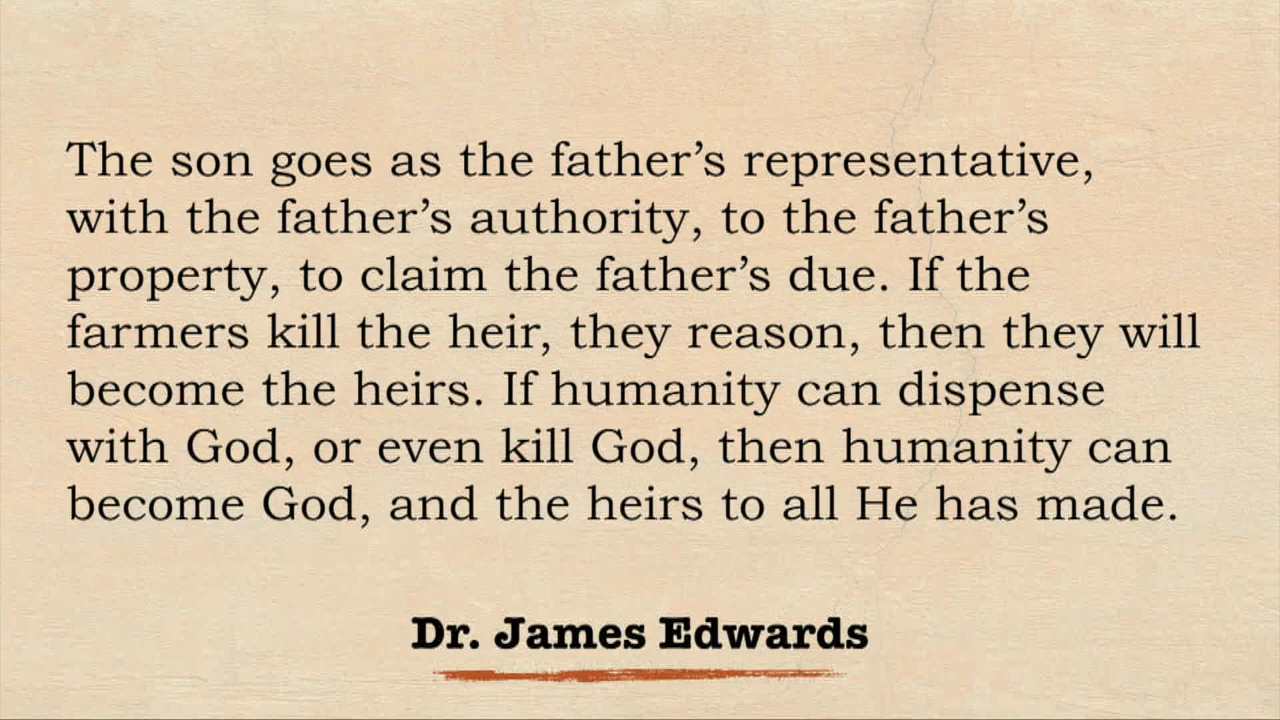 The son goes as the father’s representative,
with the father’s authority, to the father’s
property, to claim the father’s due. If the
farmers kill the heir, they reason, then they will
become the heirs. If humanity can dispense
with God, or even kill God, then humanity can
become God, and the heirs to all He has made.
Dr. James Edwards